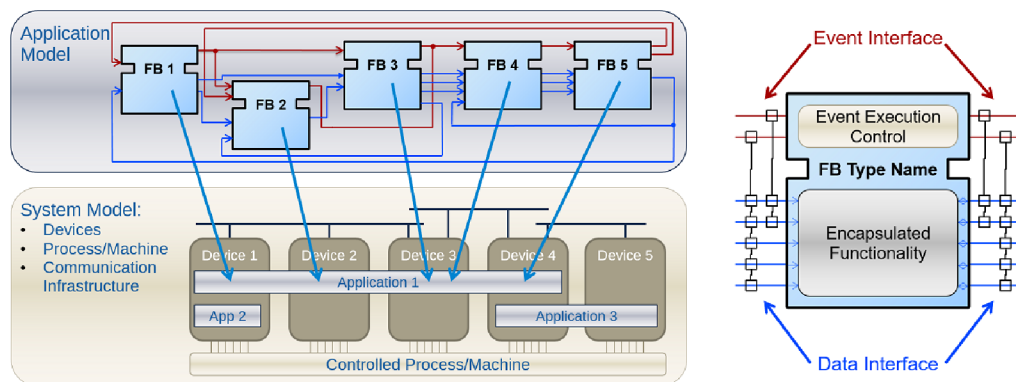 Application
Model
FB 1
FB 2
FB 3
FB 4
FB 5
System Model:
• Devices
• Process/Machine
• Communication
Infrastructure
Device 1
Device 2
Device 3
Device 4
Device 5
Application 1
App 2
Application 3
Controlled Process/Machine
Event Interface
Event Execution
Control
FB Type Name
Encapsulated
Functionality
Data Interface